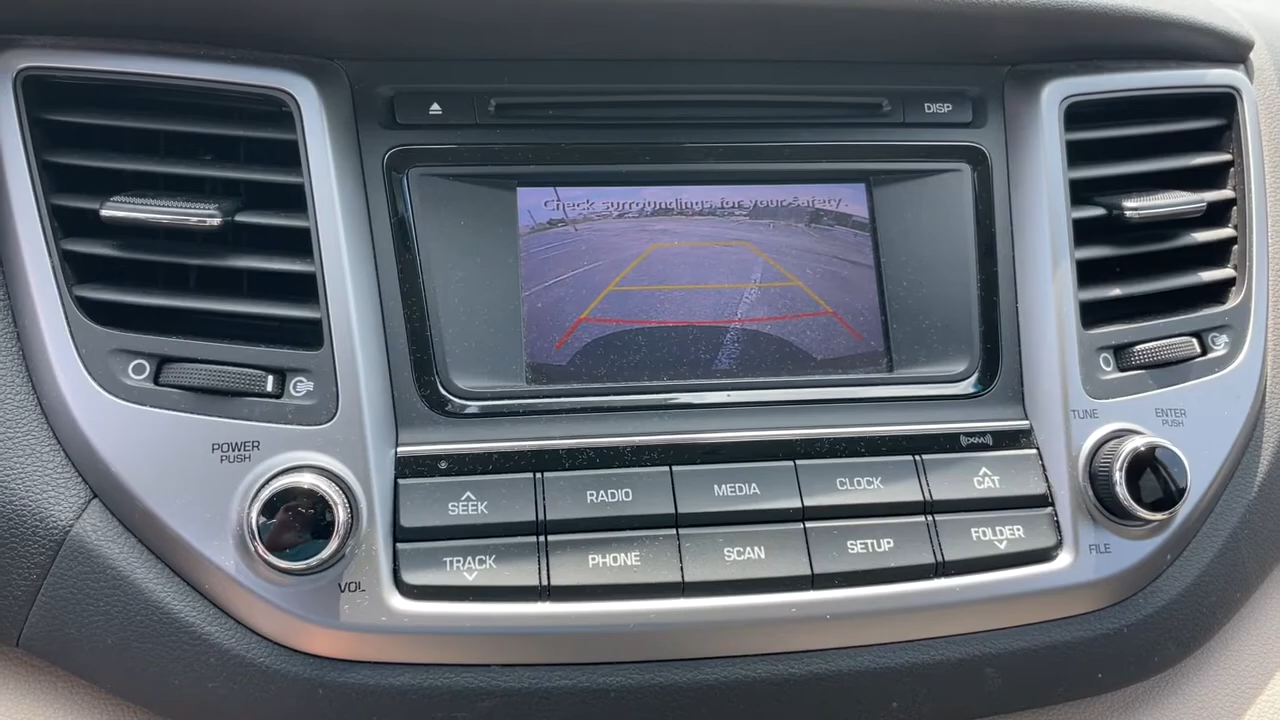 DISP
Check surroundings for your safety.
TUNE
ENTER
PUSH
POWER
PUSH
((XM))
SEEK
RADIO
MEDIA
CLOCK
CAT
TRACK
PHONE
SCAN
SETUP
FOLDER
FILE
VOL